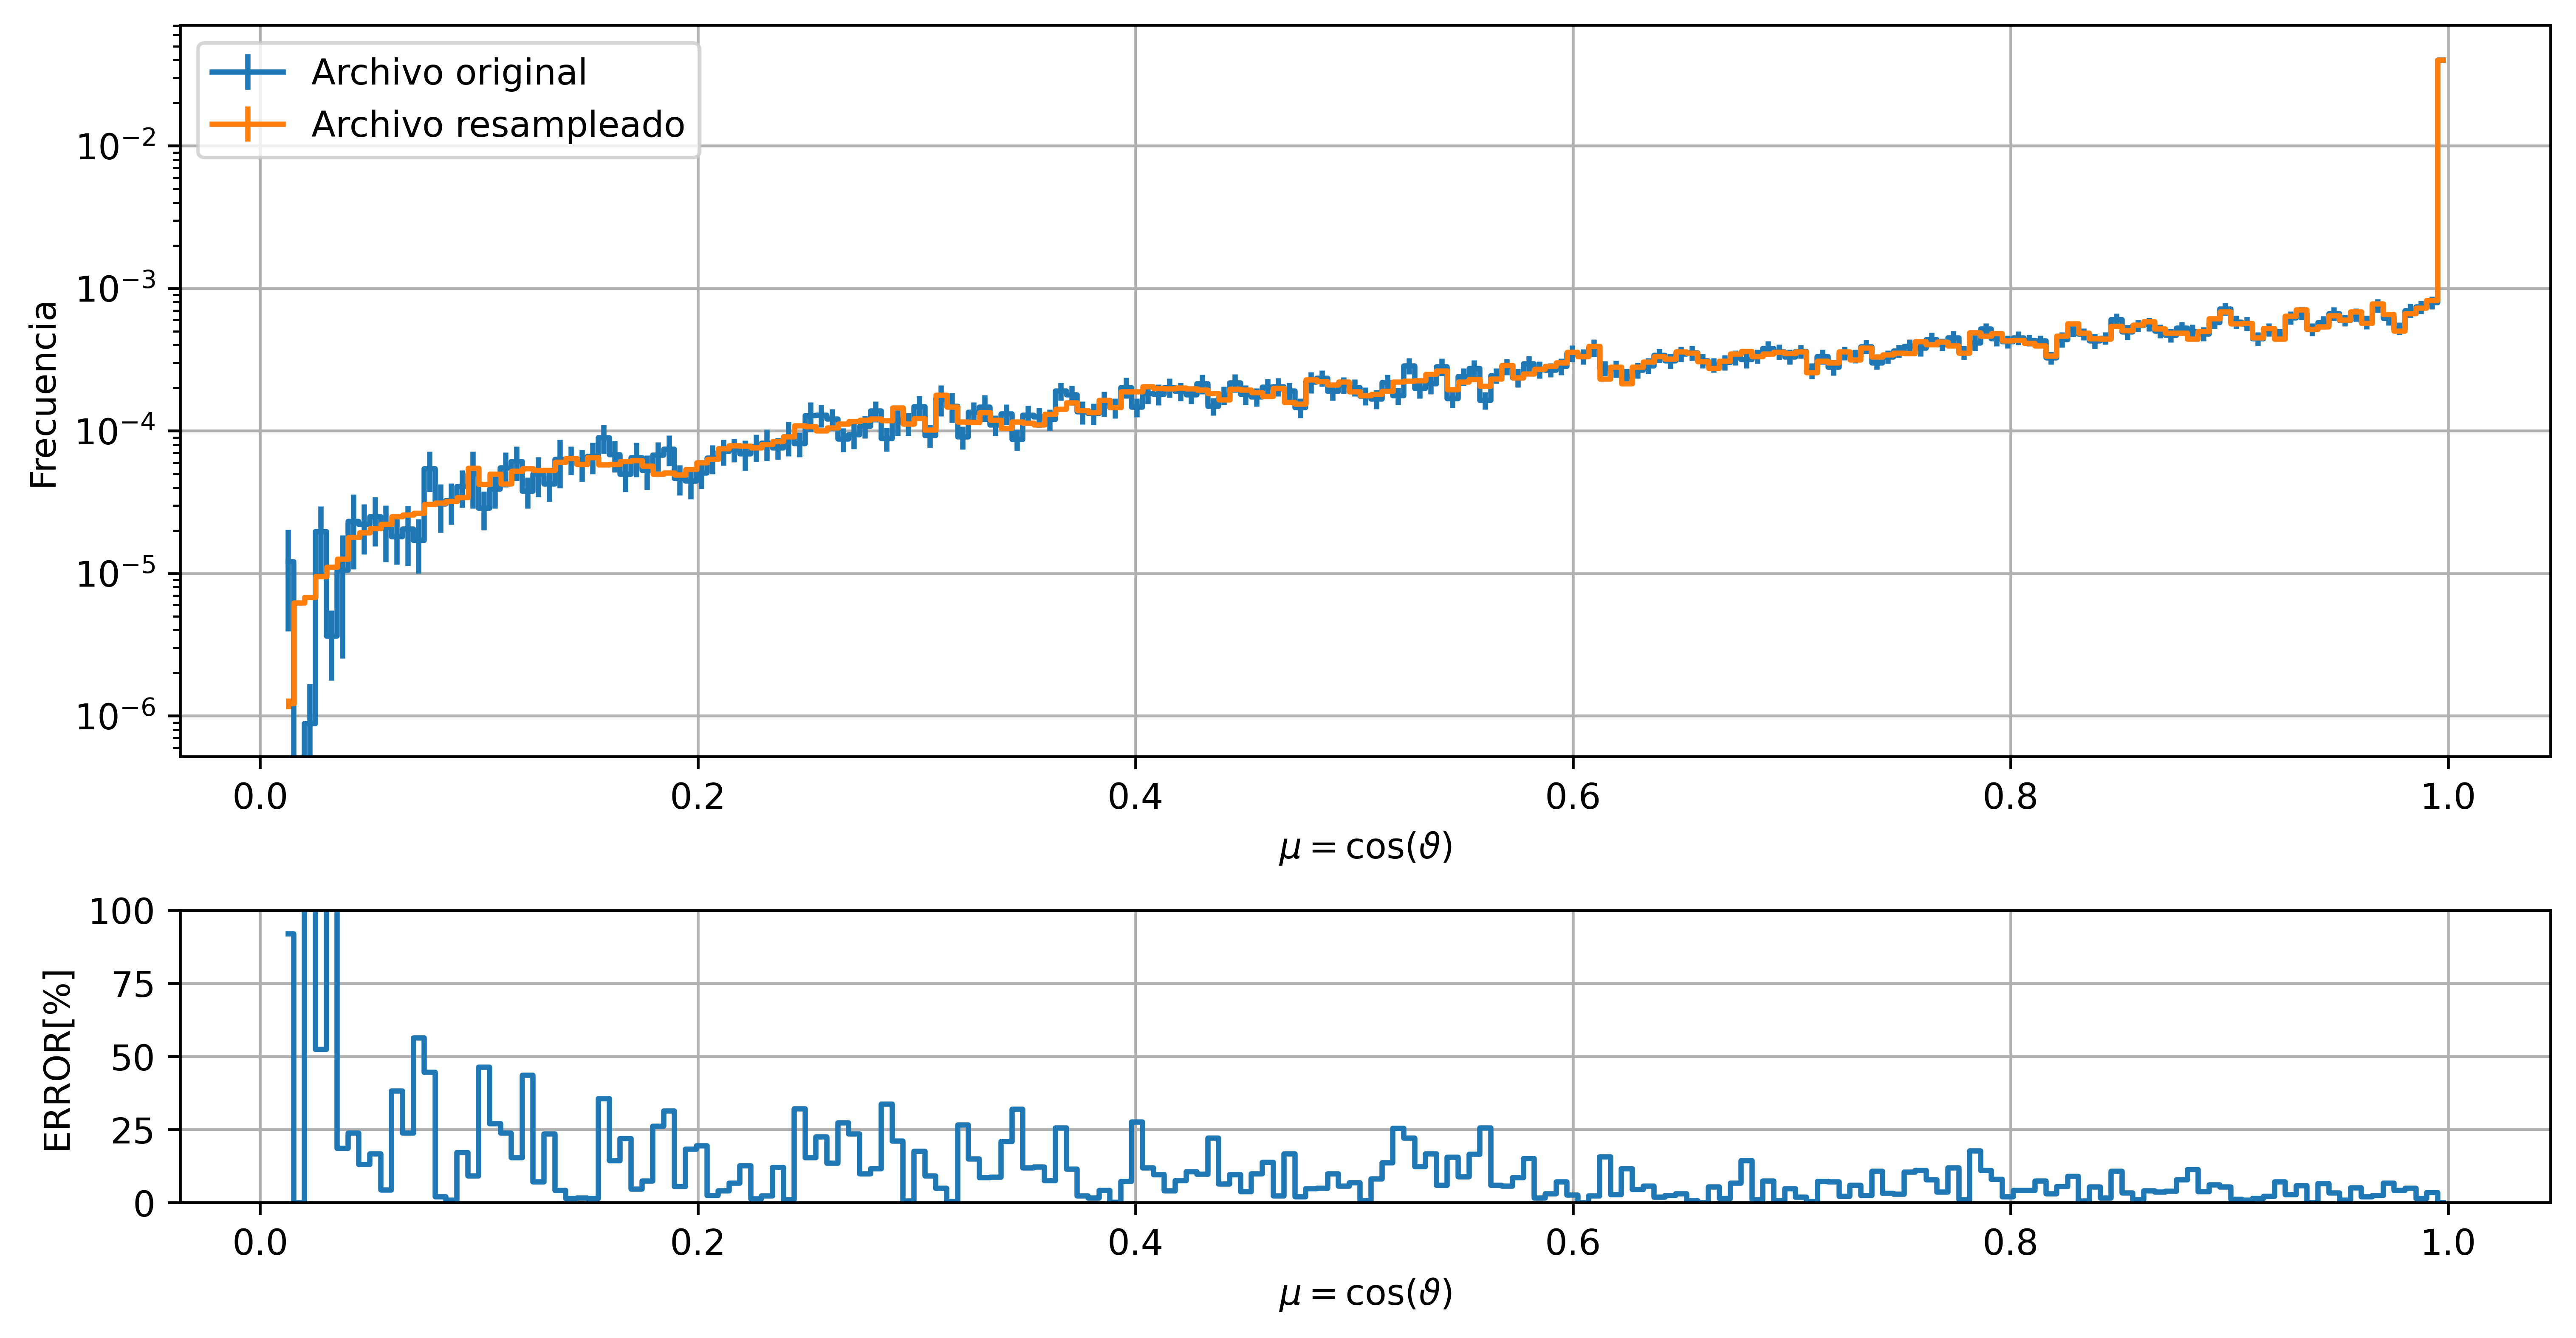 Archivo original
Archivo resampleado
10⁻²
10⁻³
10⁻⁴
10⁻⁵
10⁻⁶
Frecuencia
0.0 0.2 0.4 0.6 0.8 1.0
μ = cos(ϑ)
100
75
50
25
0
ERROR[%]
0.0 0.2 0.4 0.6 0.8 1.0
μ = cos(ϑ)